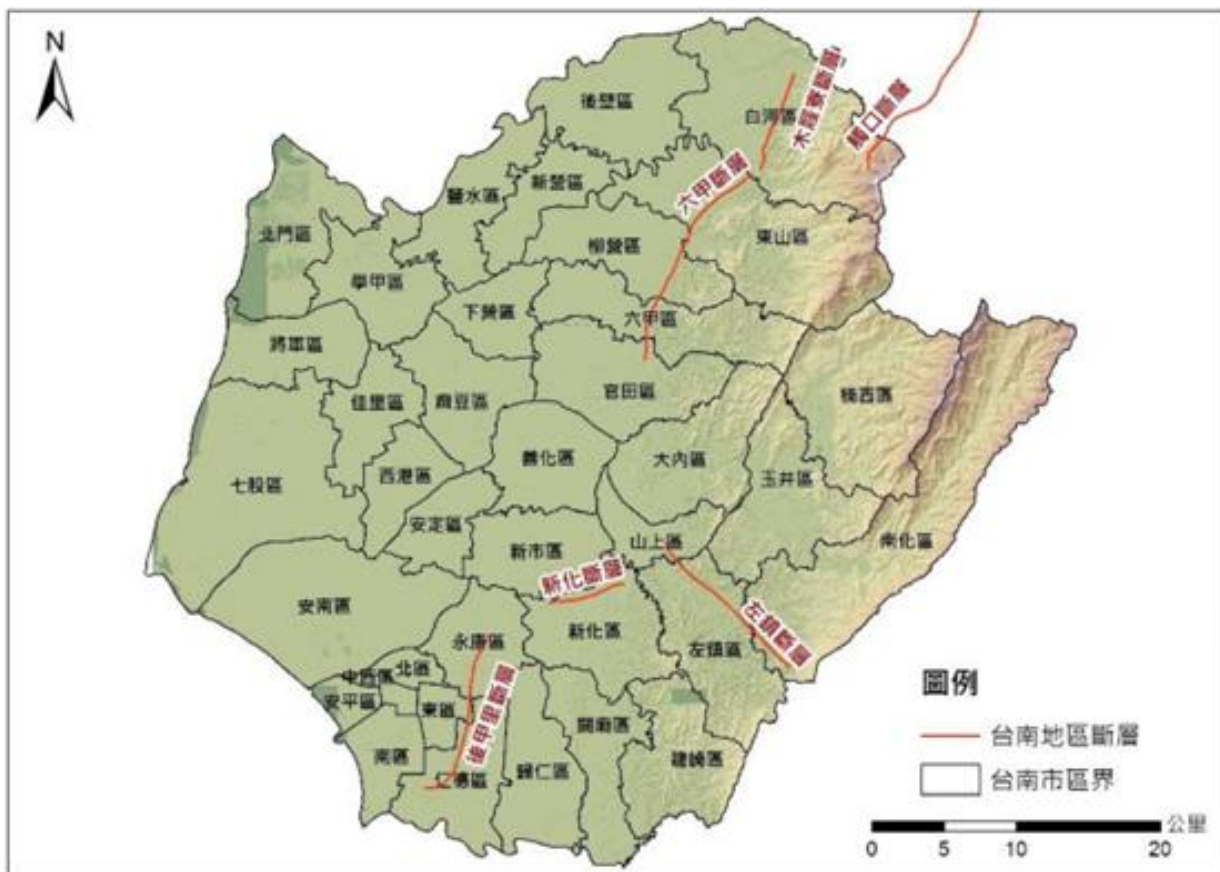 N
後壁區
白河區
木屐寮斷層
觸口斷層
新營區
鹽水區
六甲斷層
北門區
柳營區
東山區
學甲區
下營區
六甲區
將軍區
官田區
楠西區
佳里區
麻豆區
善化區
大內區
玉井區
七股區
西港區
安定區
新市區
山上區
南化區
新化斷層
安南區
新化區
左鎮區
左鎮斷層
永康區
北區
中西區
安平區
東區
後甲里斷層
關廟區
南區
仁德區
歸仁區
龍崎區
圖例
台南地區斷層
台南市區界
公里
0 5 10 20